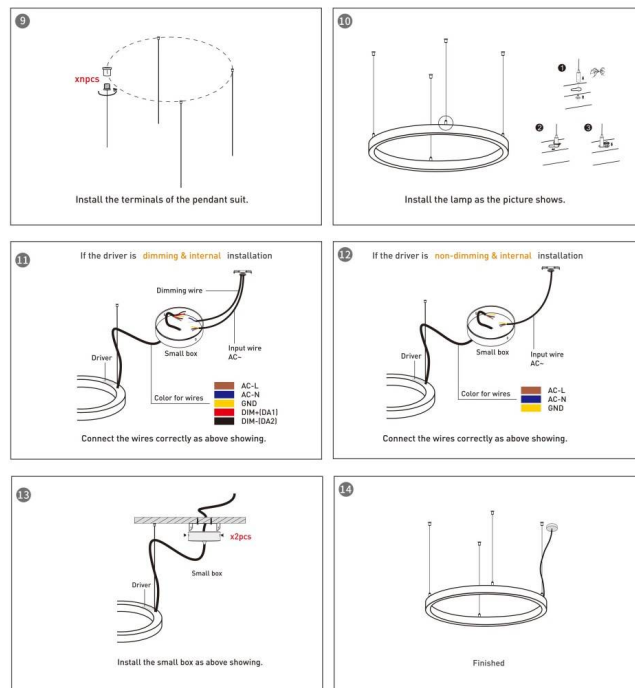 9
xnpcs
Install the terminals of the pendant suit.
10
1
2
3
Install the lamp as the picture shows.
11
If the driver is dimming & internal installation
Dimming wire
Small box
Input wire
AC~
Driver
Color for wires
AC-L
AC-N
GND
DIM+(DA1)
DIM-(DA2)
Connect the wires correctly as above showing.
12
If the driver is non-dimming & internal installation
Small box
Input wire
AC~
Driver
Color for wires
AC-L
AC-N
GND
Connect the wires correctly as above showing.
13
x2pcs
Small box
Driver
Install the small box as above showing.
14
Finished